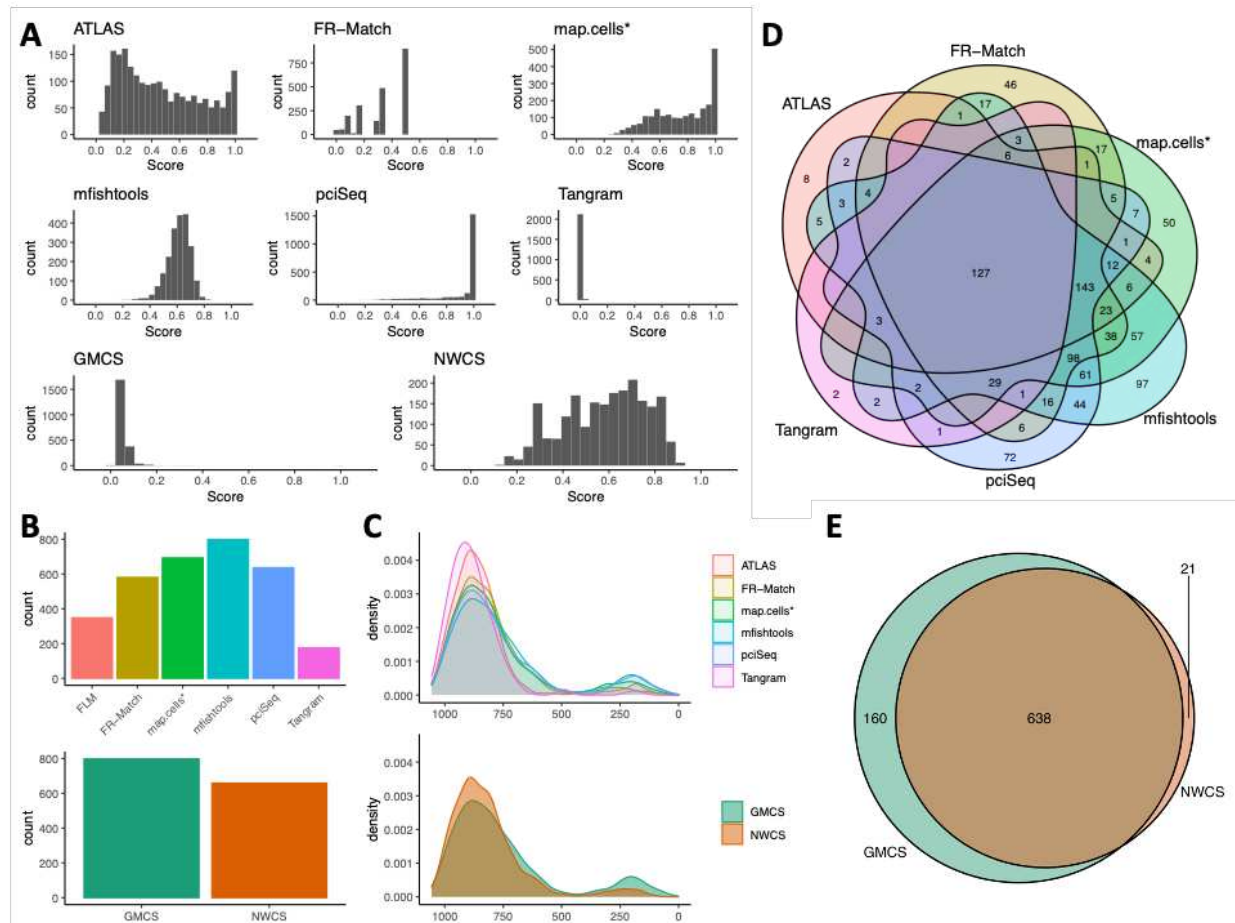 A
ATLAS
FR-Match
map.cells*
count
150
100
50
0
0.0 0.2 0.4 0.6 0.8 1.0
Score
count
750
500
250
0
0.0 0.2 0.4 0.6 0.8 1.0
Score
count
500
400
300
200
100
0
0.0 0.2 0.4 0.6 0.8 1.0
Score
mfishtools
pciSeq
Tangram
count
400
300
200
100
0
0.0 0.2 0.4 0.6 0.8 1.0
Score
count
1500
1000
500
0
0.0 0.2 0.4 0.6 0.8 1.0
Score
count
2000
1500
1000
500
0
0.0 0.2 0.4 0.6 0.8 1.0
Score
GMCS
NWCS
count
1500
1000
500
0
0.0 0.2 0.4 0.6 0.8 1.0
Score
count
200
150
100
50
0
0.0 0.2 0.4 0.6 0.8 1.0
Score
B
count
800
600
400
200
0
FLM
FR-Match
map.cells*
mfishtools
pciSeq
Tangram
count
800
600
400
200
0
GMCS NWCS
C
density
0.004
0.003
0.002
0.001
0.000
1000 750 500 250 0
ATLAS
FR-Match
map.cells*
mfishtools
pciSeq
Tangram
density
0.004
0.003
0.002
0.001
0.000
1000 750 500 250 0
GMCS
NWCS
D
FR-Match
46
ATLAS
17
1
map.cells*
3
17
2
6
1
8
4
5
50
3
7
5
1
4
12
127
143
6
23
3
38
57
98
61
97
29
2
1
16
44
2
2
mfishtools
Tangram
1
6
72
pciSeq
E
21
160
638
NWCS
GMCS